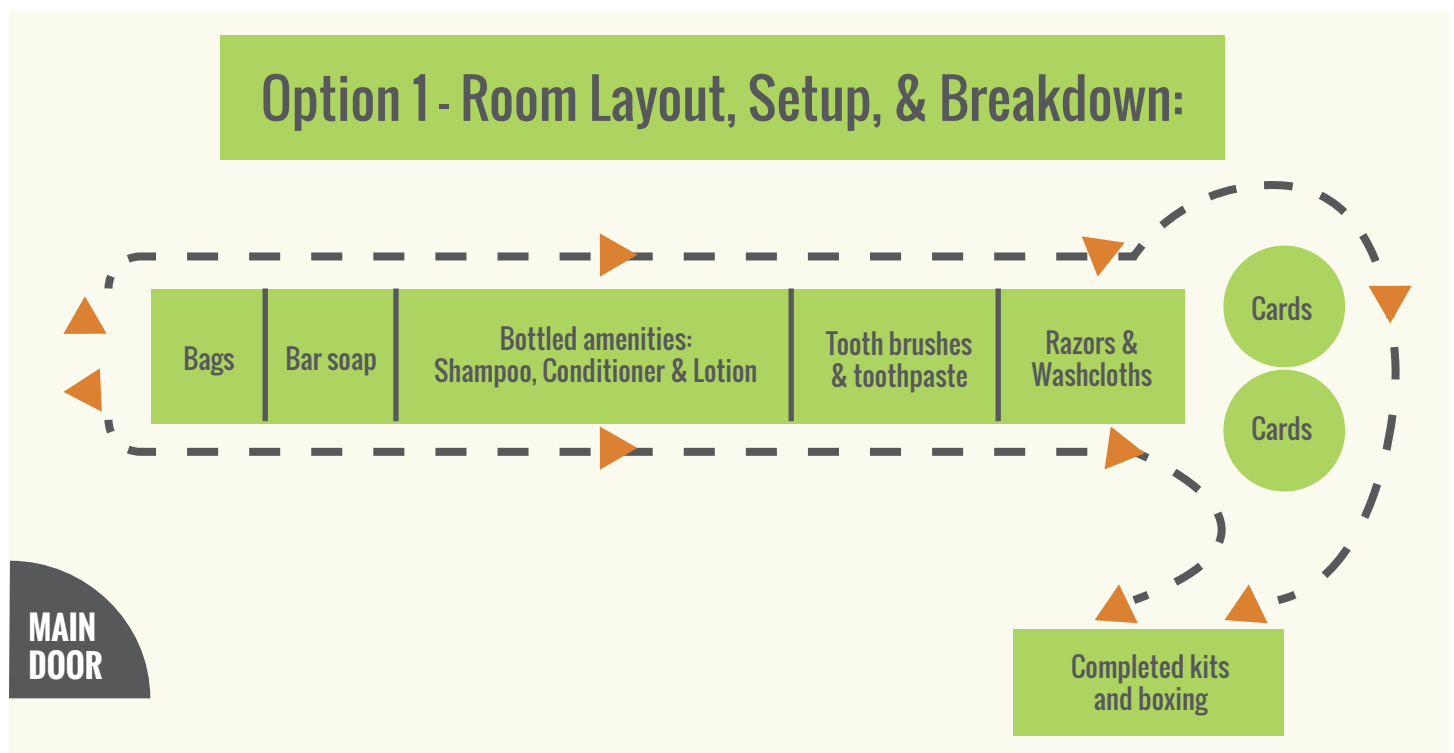 Option 1 - Room Layout, Setup, & Breakdown:
Bags
Bar soap
Bottled amenities:
Shampoo, Conditioner & Lotion
Tooth brushes
& toothpaste
Razors &
Washcloths
Cards
Cards
MAIN
DOOR
Completed kits
and boxing